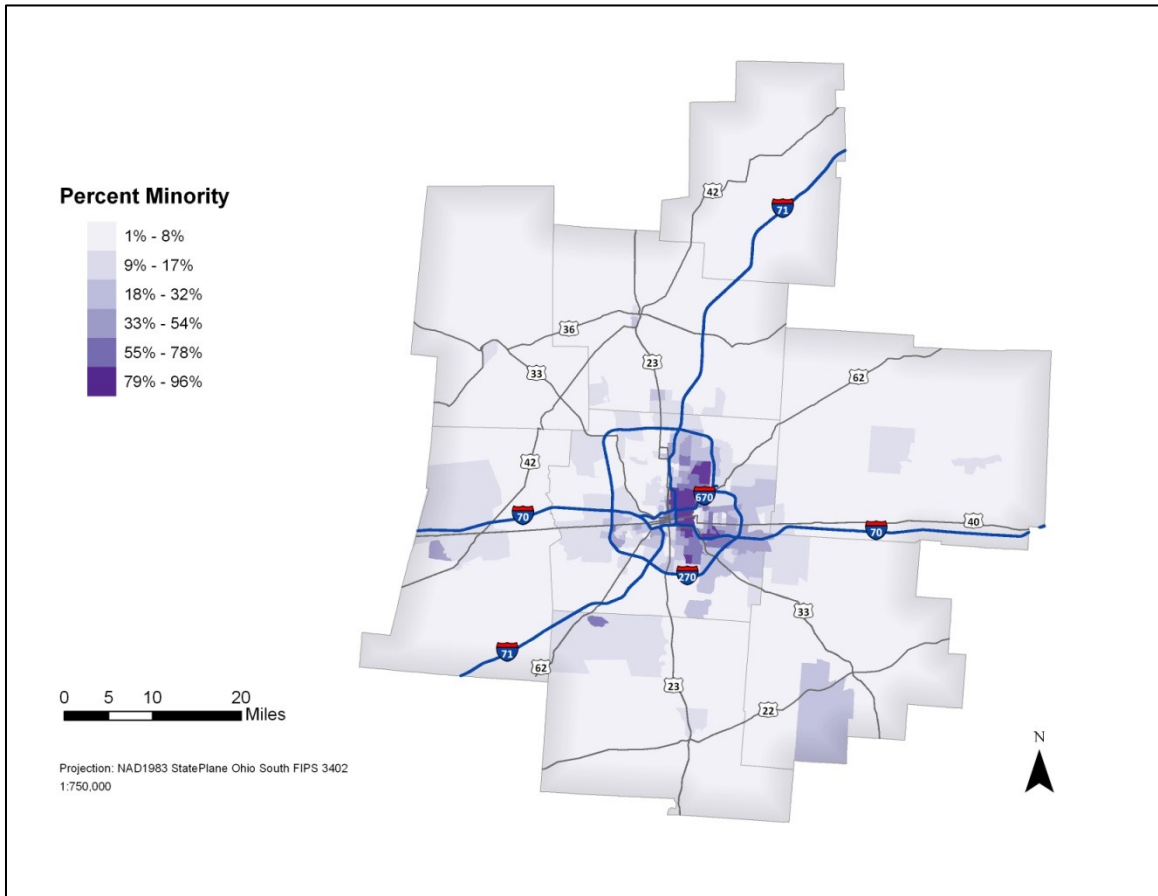 Percent Minority
1% - 8%
9% - 17%
18% - 32%
33% - 54%
55% - 78%
79% - 96%
42
71
36
23
33
62
42
670
70
40
70
270
33
71
62
23
22
0 5 10 20
Miles
N
Projection: NAD1983 StatePlane Ohio South FIPS 3402
1:750,000